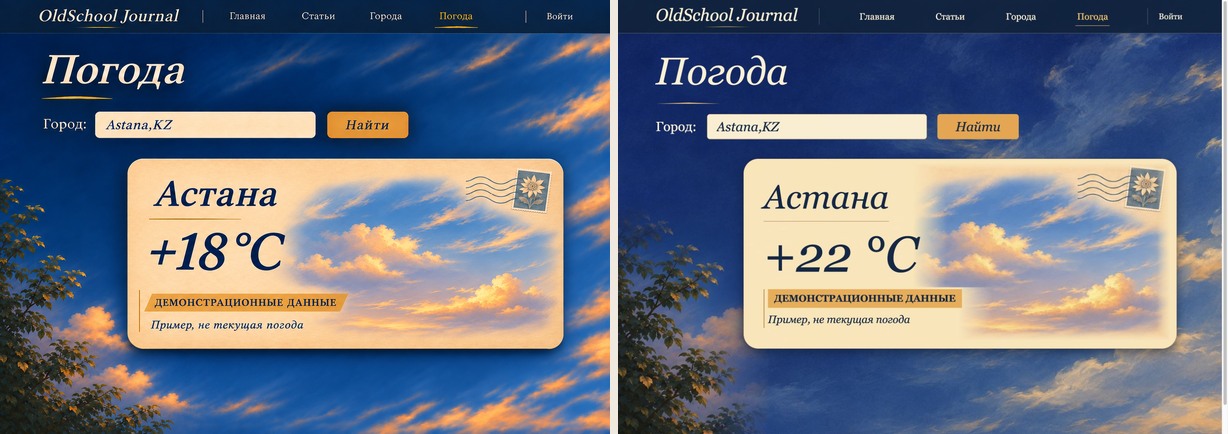 OldSchool Journal
Главная Статьи Города Погода Войти
Погода
Город: Astana,KZ Найти
Астана
+18°C
ДЕМОНСТРАЦИОННЫЕ ДАННЫЕ
Пример, не текущая погода
OldSchool Journal
Главная Статьи Города Погода Войти
Погода
Город: Astana,KZ Найти
Астана
+22 °C
ДЕМОНСТРАЦИОННЫЕ ДАННЫЕ
Пример, не текущая погода